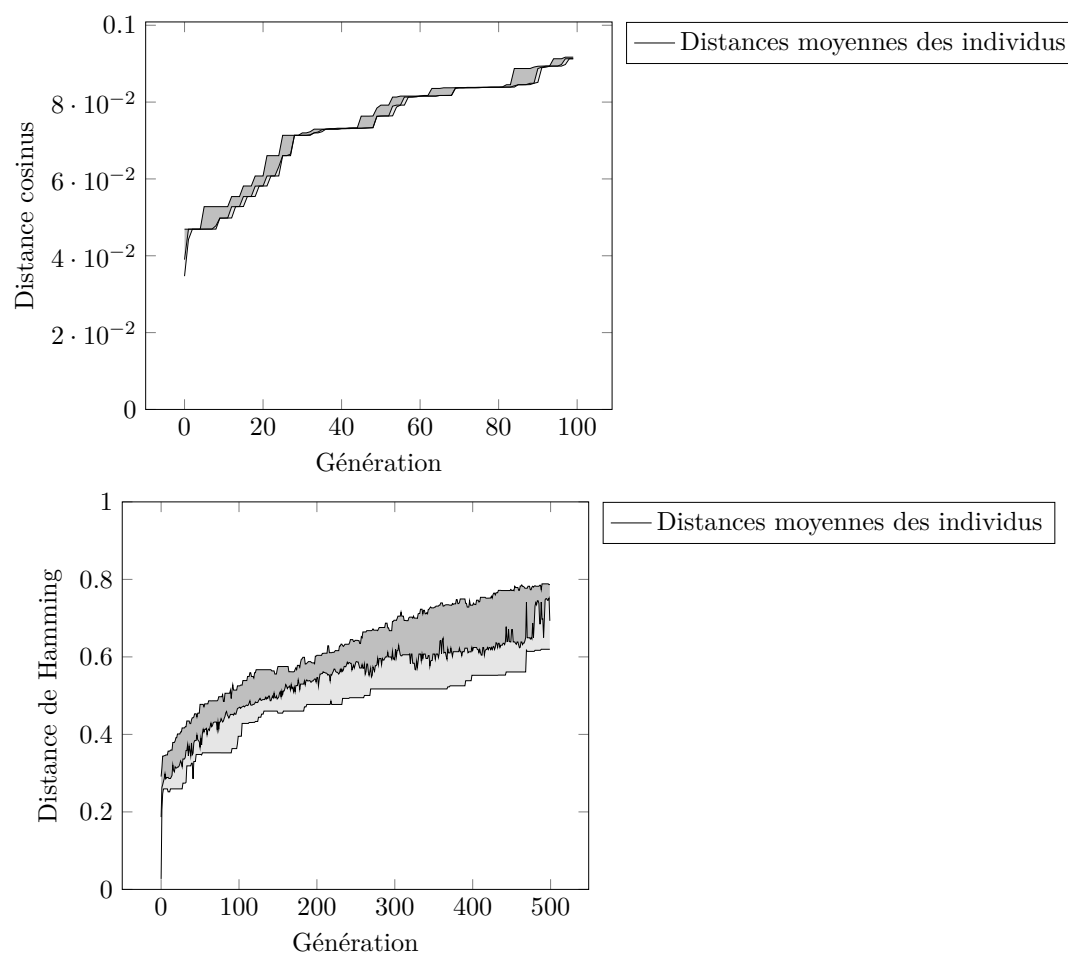 0.1
8 · 10⁻²
6 · 10⁻²
4 · 10⁻²
2 · 10⁻²
0
Distance cosinus
0 20 40 60 80 100
Génération
Distances moyennes des individus
1
0.8
0.6
0.4
0.2
0
Distance de Hamming
0 100 200 300 400 500
Génération
Distances moyennes des individus